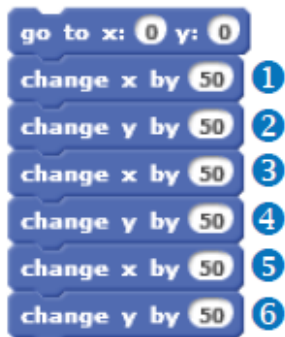 go to x: 0 y: 0
change x by 50 1
change y by 50 2
change x by 50 3
change y by 50 4
change x by 50 5
change y by 50 6